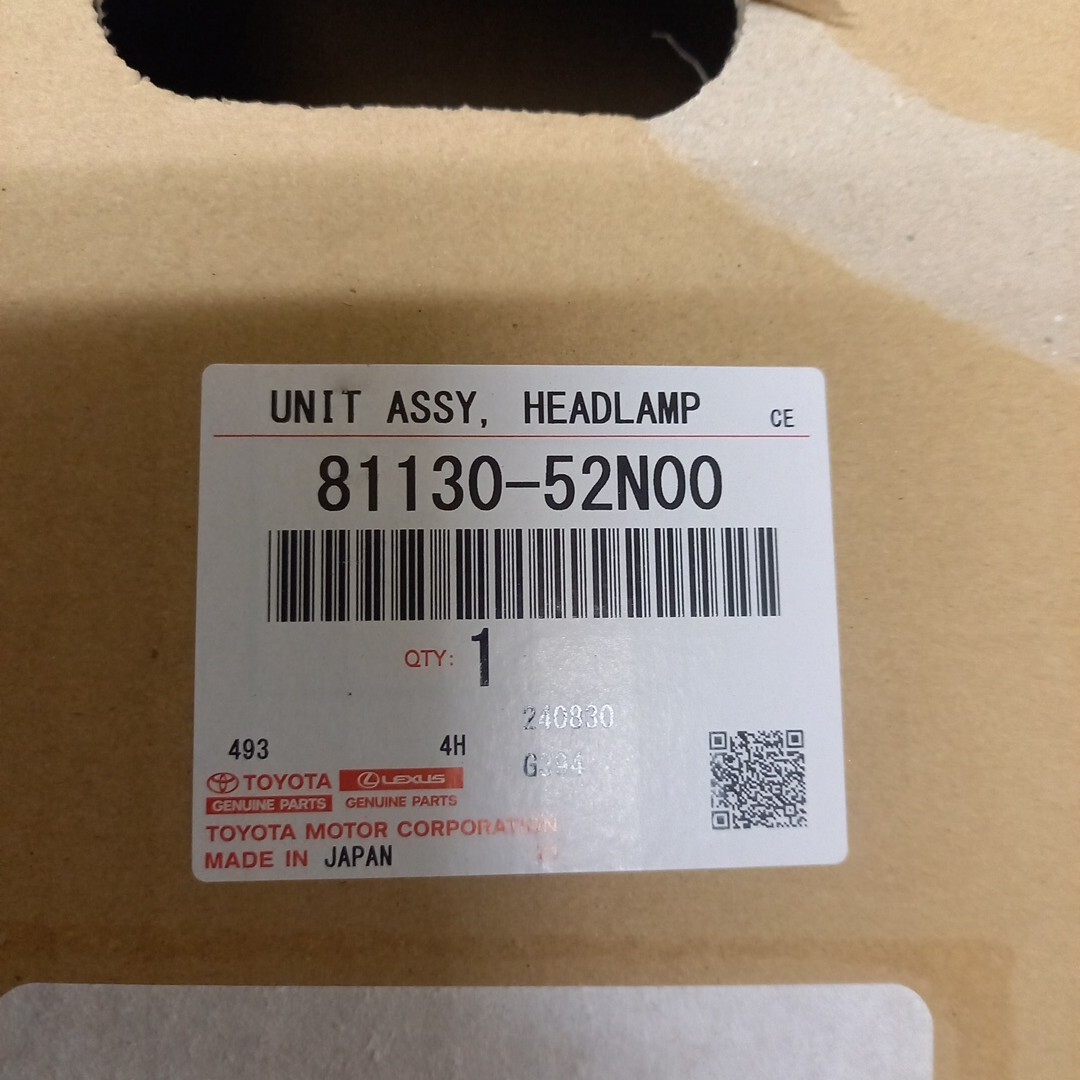 UNIT ASSY, HEADLAMP CE
81130-52N00
QTY: 1
240830
493 4H
G394
TOYOTA LEXUS
GENUINE PARTS GENUINE PARTS
TOYOTA MOTOR CORPORATION
MADE IN JAPAN